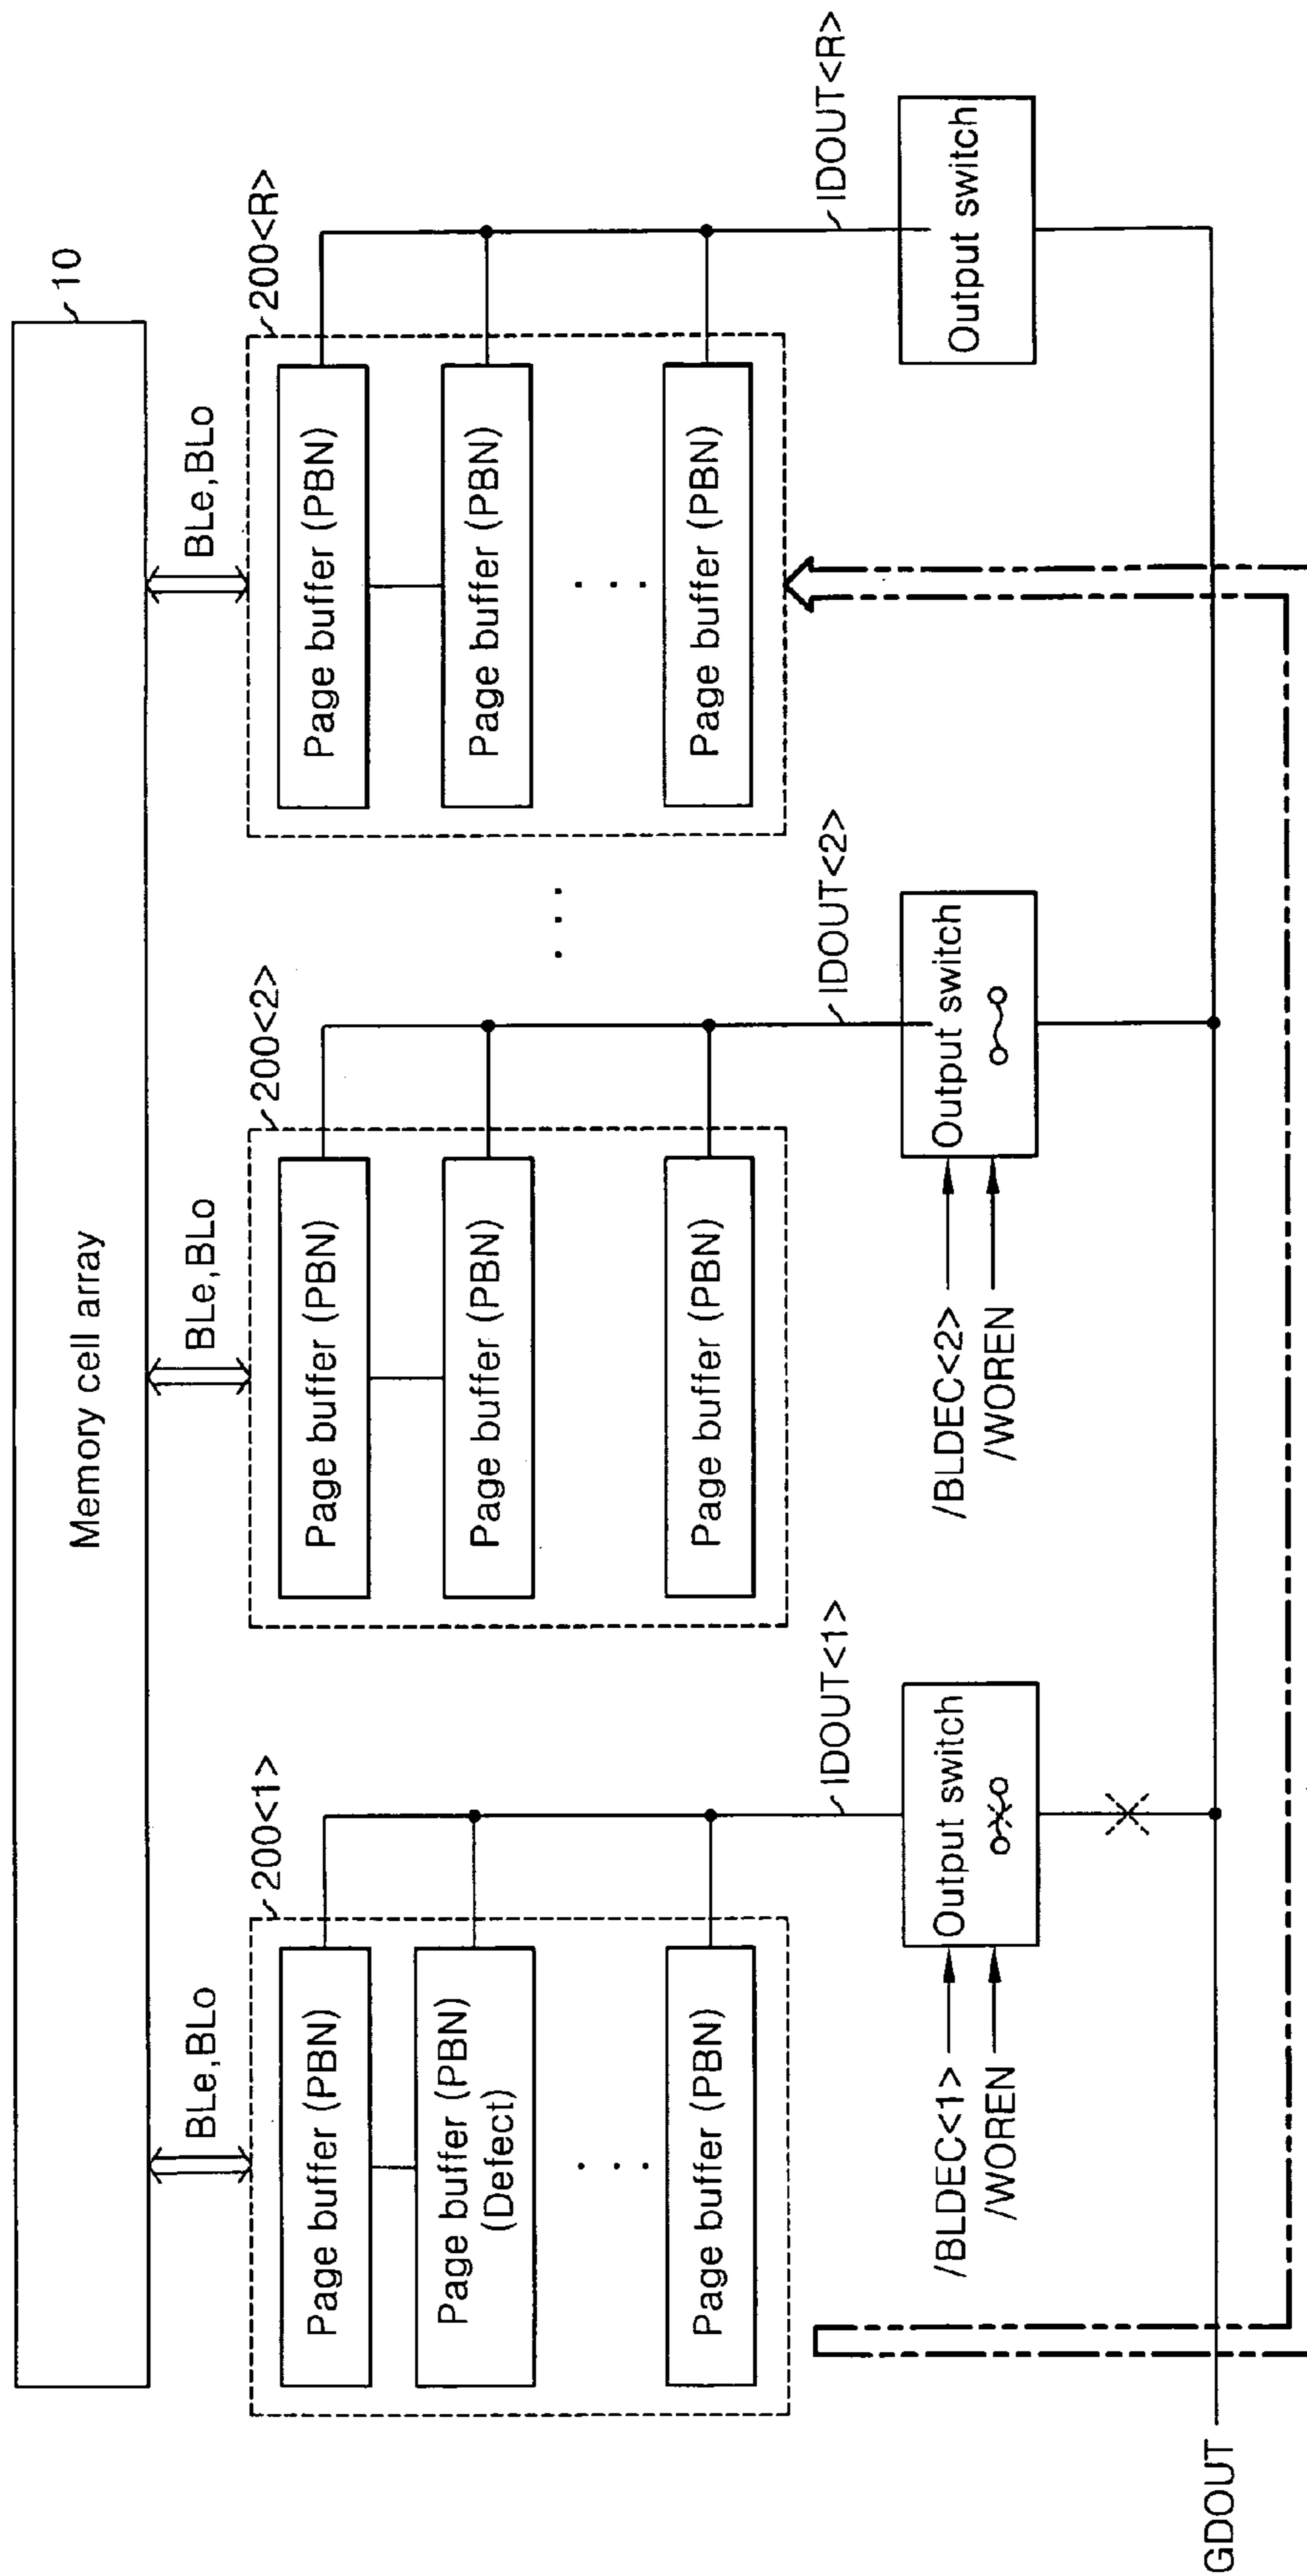 Memory cell array
10
BLe,BLo
BLe,BLo
BLe,BLo
200<1>
200<2>
200<R>
Page buffer (PBN)
Page buffer (PBN)
(Defect)
. . .
Page buffer (PBN)
Page buffer (PBN)
Page buffer (PBN)
Page buffer (PBN)
. . .
Page buffer (PBN)
Page buffer (PBN)
. . .
Page buffer (PBN)
IDOUT<1>
IDOUT<2>
IDOUT<R>
/BLDEC<1>
/WOREN
Output switch
/BLDEC<2>
/WOREN
Output switch
Output switch
GDOUT